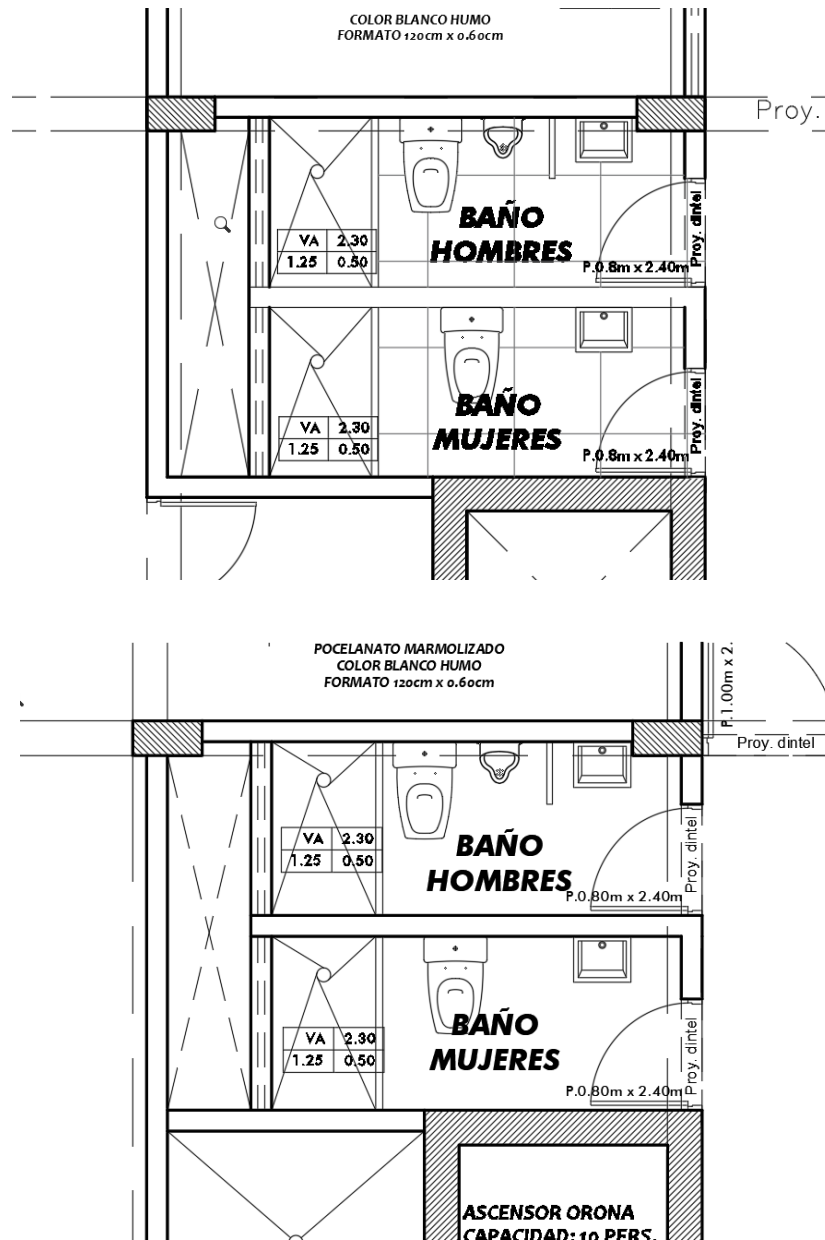 COLOR BLANCO HUMO
FORMATO 120cm x 0.60cm
Proy.
BAÑO
HOMBRES
VA 2.30
1.25 0.50
P.0.8m x 2.40m
Proy. dintel
BAÑO
MUJERES
VA 2.30
1.25 0.50
P.0.8m x 2.40m
Proy. dintel
POCELANATO MARMOLIZADO
COLOR BLANCO HUMO
FORMATO 120cm x 0.60cm
P.1.00m x 2.
Proy. dintel
BAÑO
HOMBRES
VA 2.30
1.25 0.50
P.0.80m x 2.40m
Proy. dintel
BAÑO
MUJERES
VA 2.30
1.25 0.50
P.0.80m x 2.40m
Proy. dintel
ASCENSOR ORONA
CAPACIDAD: 10 PERS.